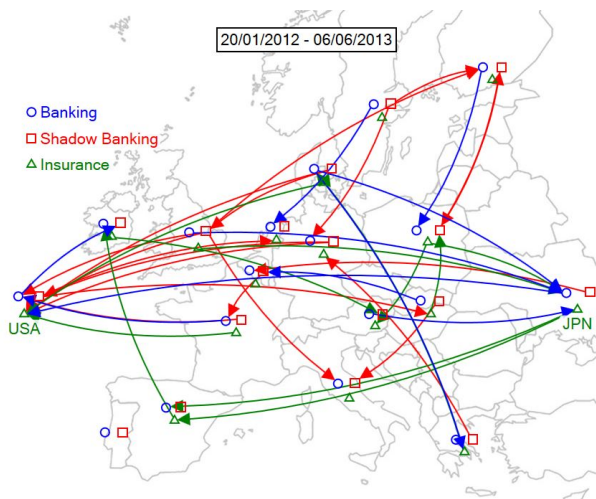 20/01/2012 - 06/06/2013
Banking
Shadow Banking
Insurance
USA
JPN